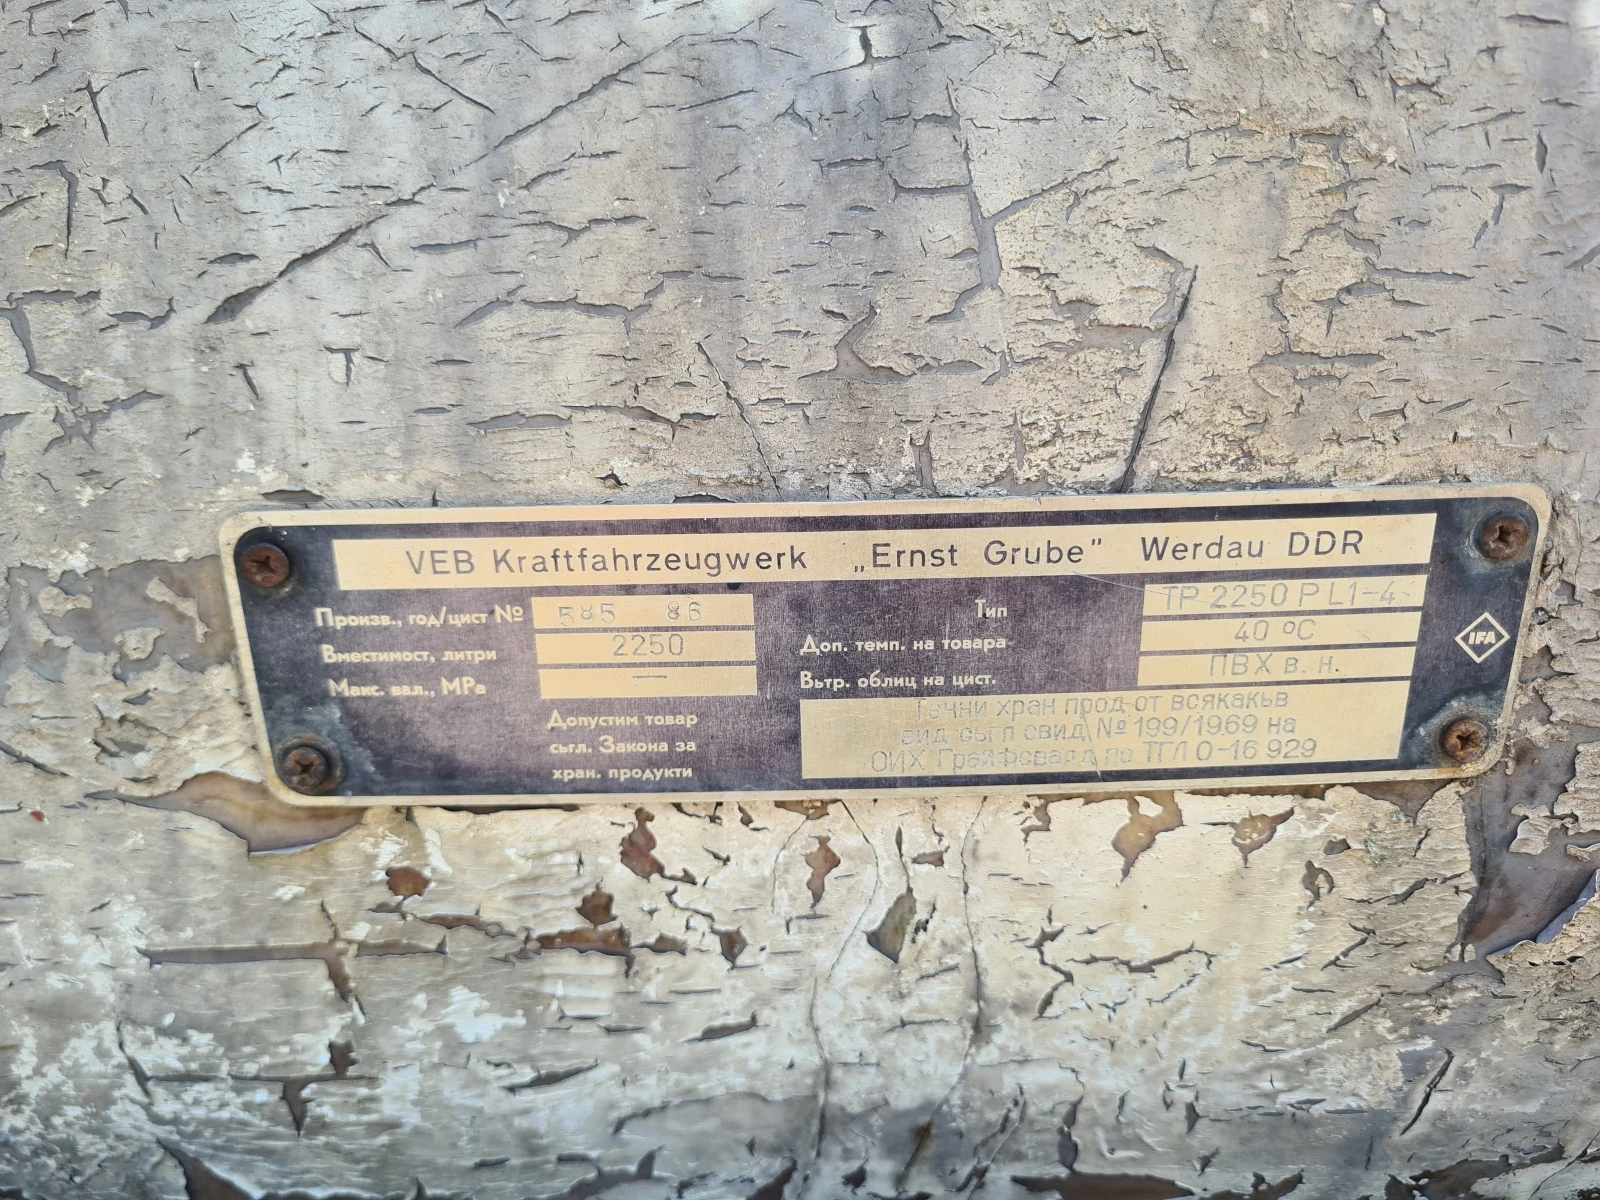 VEB Kraftfahrzeugwerk „Ernst Grube” Werdau DDR
Произв., год/цист № 585 86
Вместимост, литри 2250
Макс. вал., MPa —
Тип ТР 2250 P L1-4
Доп. темп. на товара 40 °C
Вътр. облиц на цист. ПВХ в. н.
IFA
Допустим товар
съгл. Закона за
хран. продукти
Течни хран прод от всякакъв
вид съгл свид № 199/1969 на
ОИХ Грайфсвалд по ТГЛ 0-16 929